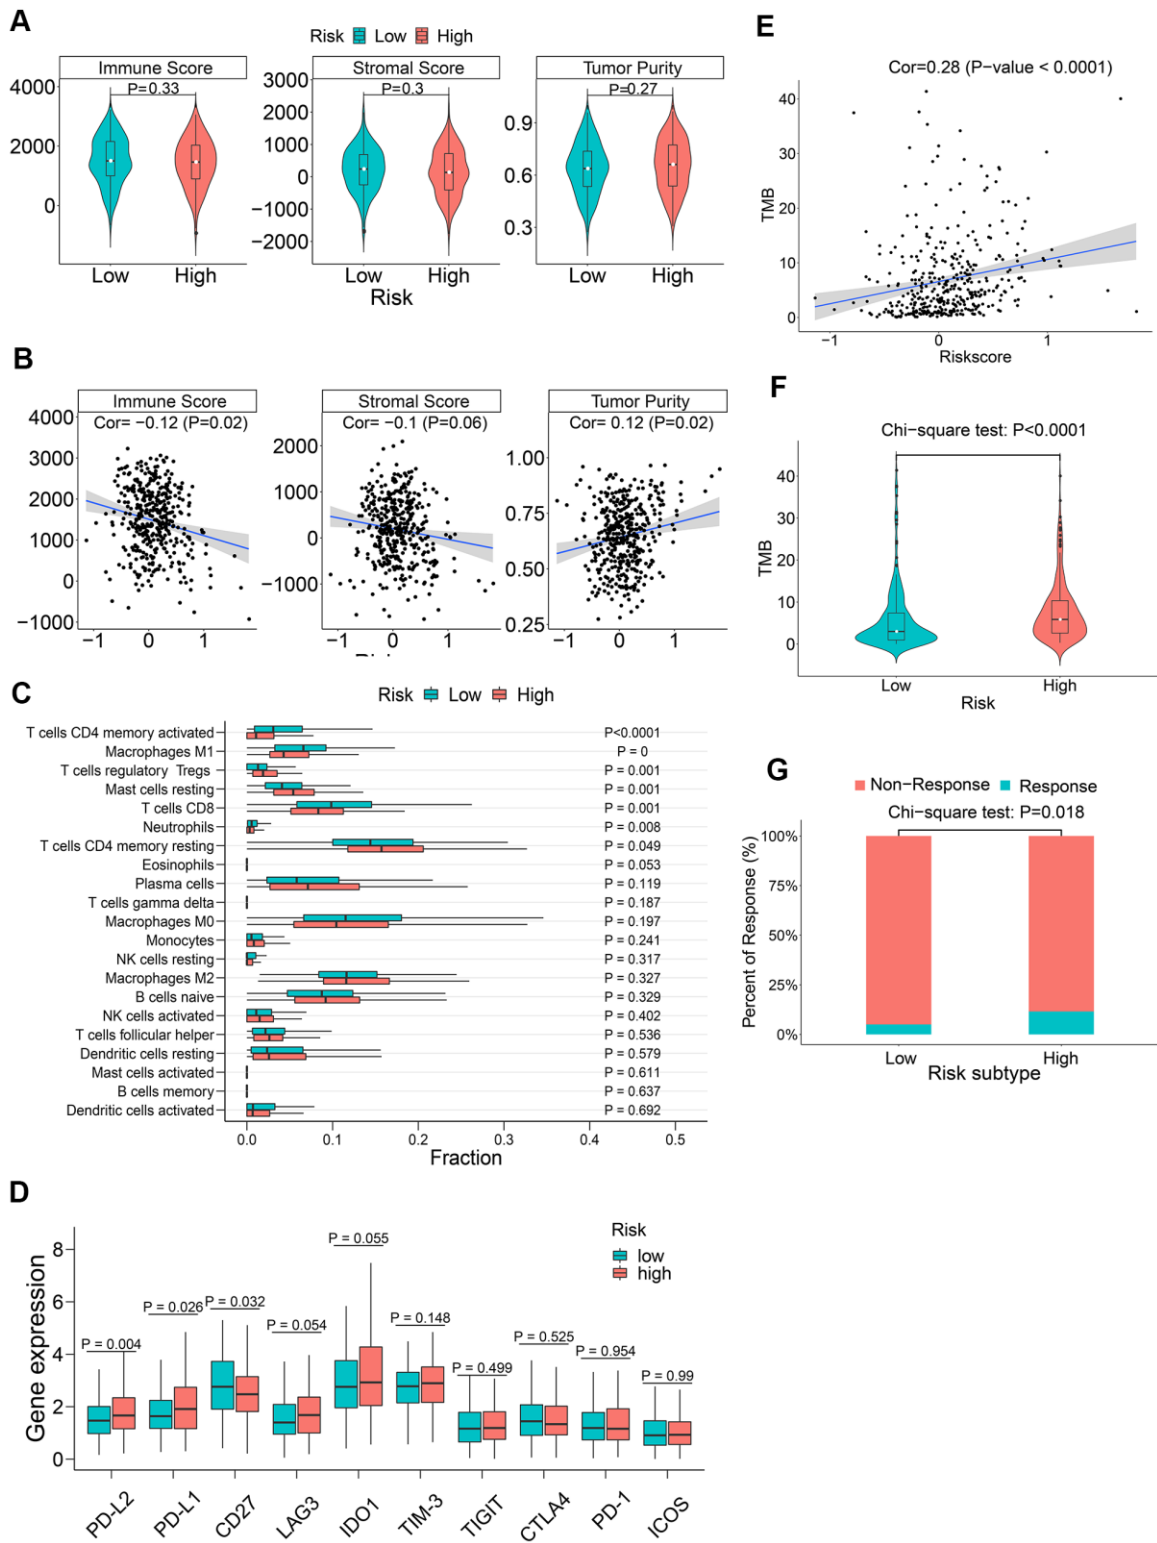 A
Risk Low High
Immune Score
Stromal Score
Tumor Purity
P=0.33
P=0.3
P=0.27
4000
2000
0
3000
2000
1000
0
−1000
−2000
0.9
0.6
0.3
Low High
Low High
Low High
Risk
B
Immune Score
Stromal Score
Tumor Purity
Cor= −0.12 (P=0.02)
Cor= −0.1 (P=0.06)
Cor= 0.12 (P=0.02)
4000
3000
2000
1000
0
−1000
2000
1000
0
−1000
1.00
0.75
0.50
0.25
−1 0 1
−1 0 1
−1 0 1
C
Risk Low High
T cells CD4 memory activated P<0.0001
Macrophages M1 P = 0
T cells regulatory Tregs P = 0.001
Mast cells resting P = 0.001
T cells CD8 P = 0.001
Neutrophils P = 0.008
T cells CD4 memory resting P = 0.049
Eosinophils P = 0.053
Plasma cells P = 0.119
T cells gamma delta P = 0.187
Macrophages M0 P = 0.197
Monocytes P = 0.241
NK cells resting P = 0.317
Macrophages M2 P = 0.327
B cells naive P = 0.329
NK cells activated P = 0.402
T cells follicular helper P = 0.536
Dendritic cells resting P = 0.579
Mast cells activated P = 0.611
B cells memory P = 0.637
Dendritic cells activated P = 0.692
0.0 0.1 0.2 0.3 0.4 0.5
Fraction
D
Gene expression
8
6
4
2
0
Risk
low
high
P = 0.004
P = 0.026
P = 0.032
P = 0.054
P = 0.055
P = 0.148
P = 0.499
P = 0.525
P = 0.954
P = 0.99
PD-L2
PD-L1
CD27
LAG3
IDO1
TIM-3
TIGIT
CTLA4
PD-1
ICOS
E
Cor=0.28 (P−value < 0.0001)
TMB
40
30
20
10
0
−1 0 1
Riskscore
F
Chi−square test: P<0.0001
TMB
40
30
20
10
0
Low High
Risk
G
Non−Response Response
Chi−square test: P=0.018
Percent of Response (%)
100%
75%
50%
25%
0%
Low High
Risk subtype